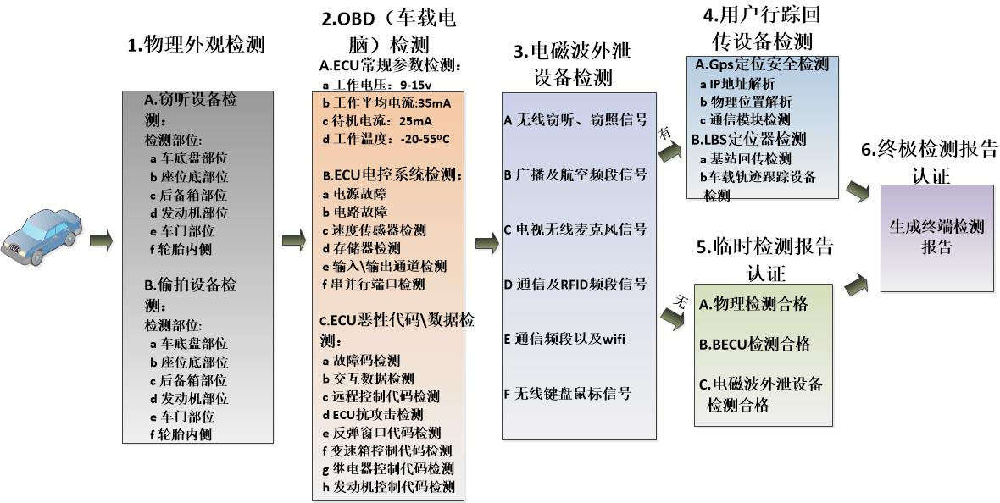 1.物理外观检测
A.窃听设备检
测：
检测部位:
a 车底盘部位
b 座位底部位
c 后备箱部位
d 发动机部位
e 车门部位
f 轮胎内侧
B.偷拍设备检
测：
检测部位:
a 车底盘部位
b 座位底部位
c 后备箱部位
d 发动机部位
e 车门部位
f 轮胎内侧
2.OBD（车载电
脑）检测
A.ECU常规参数检测：
a 工作电压：9-15v
b 工作平均电流:35mA
c 待机电流：25mA
d 工作温度：-20-55ºC
B.ECU电控系统检测：
a 电源故障
b 电路故障
c 速度传感器检测
d 存储器检测
e 输入\输出通道检测
f 串并行端口检测
C.ECU恶性代码\数据检
测：
a 故障码检测
b 交互数据检测
c 远程控制代码检测
d ECU抗攻击检测
e 反弹窗口代码检测
f 变速箱控制代码检测
g 继电器控制代码检测
h 发动机控制代码检测
3.电磁波外泄
设备检测
A 无线窃听、窃照信号
B 广播及航空频段信号
C 电视无线麦克风信号
D 通信及RFID频段信号
E 通信频段以及wifi
F 无线键盘鼠标信号
有
无
4.用户行踪回
传设备检测
A.Gps定位安全检测
a IP地址解析
b 物理位置解析
c 通信模块检测
B.LBS定位器检测
a 基站回传检测
b车载轨迹跟踪设备
检测
5.临时检测报告
认证
A.物理检测合格
B.BECU检测合格
C.电磁波外泄设备
检测合格
6.终极检测报告
认证
生成终端检测
报告